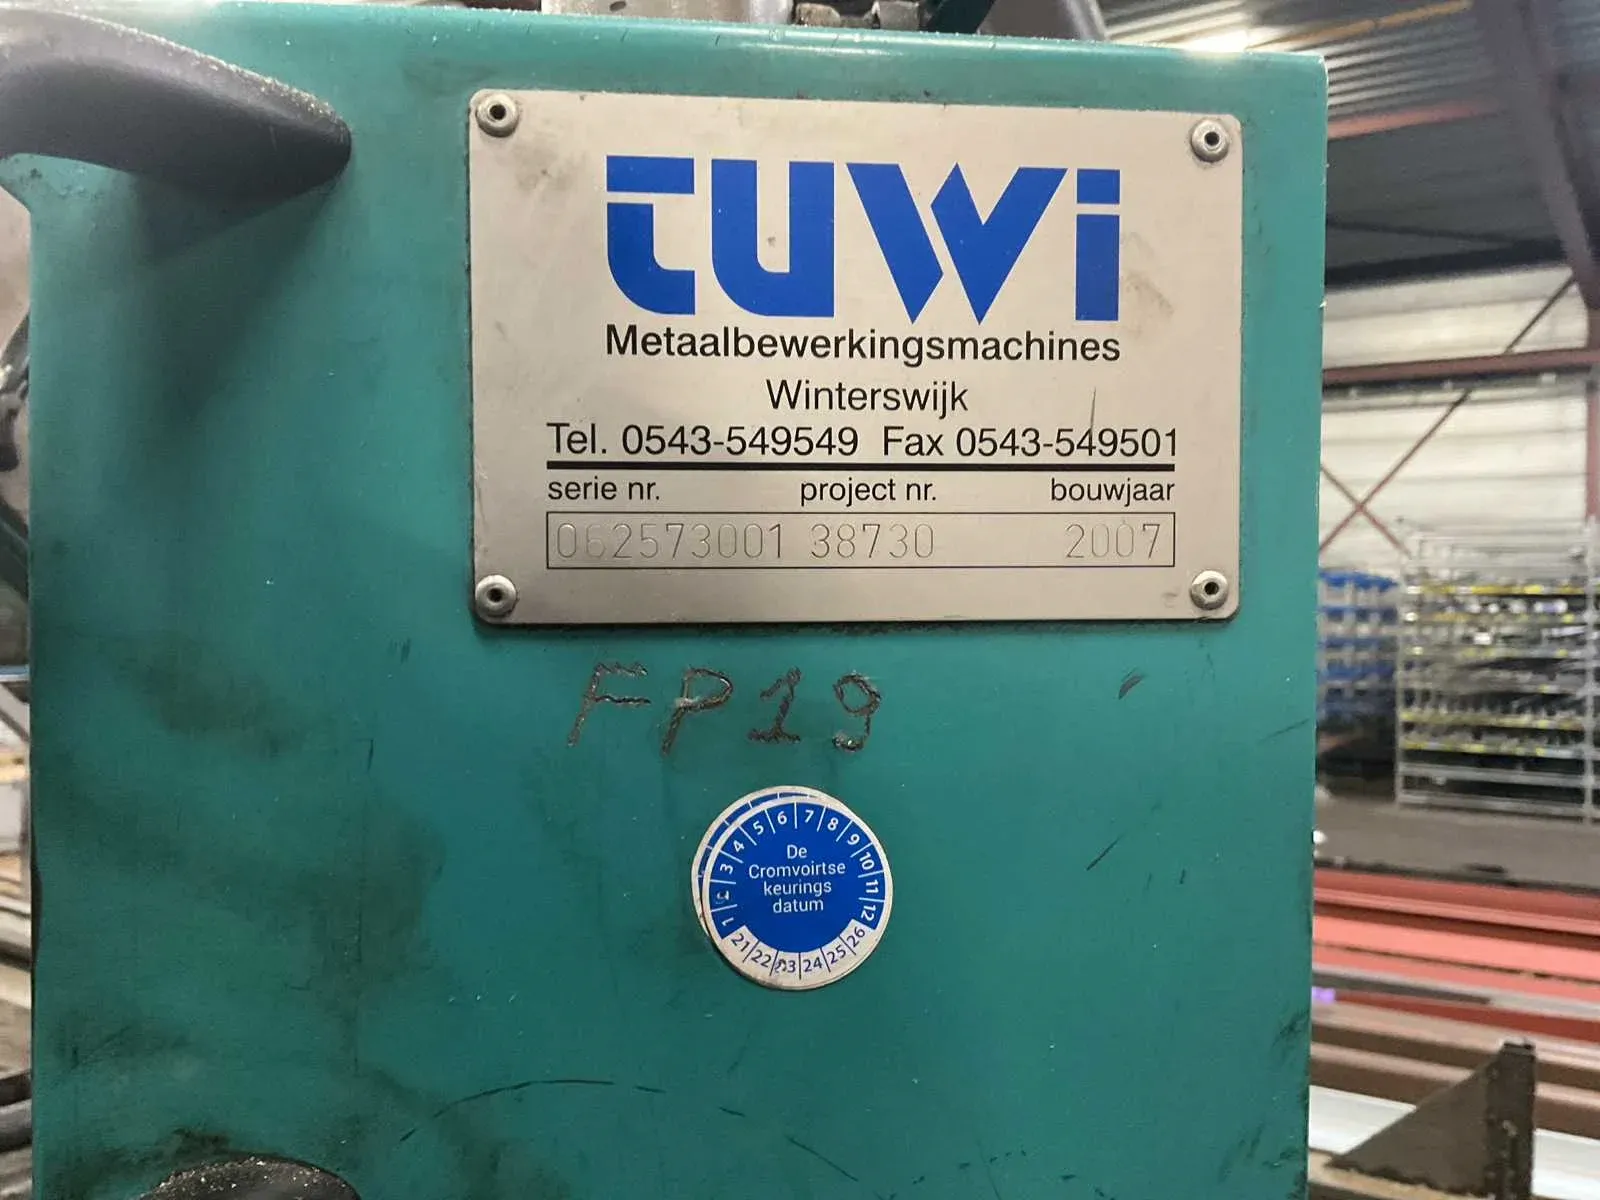 tuwi
Metaalbewerkingsmachines
Winterswijk
Tel. 0543-549549 Fax 0543-549501
serie nr. project nr. bouwjaar
062573001 38730 2007
FP19
1 2 3 4 5 6 7 8 9 10 11 12
De
Cromvoirtse
keurings
datum
21 22 23 24 25 26